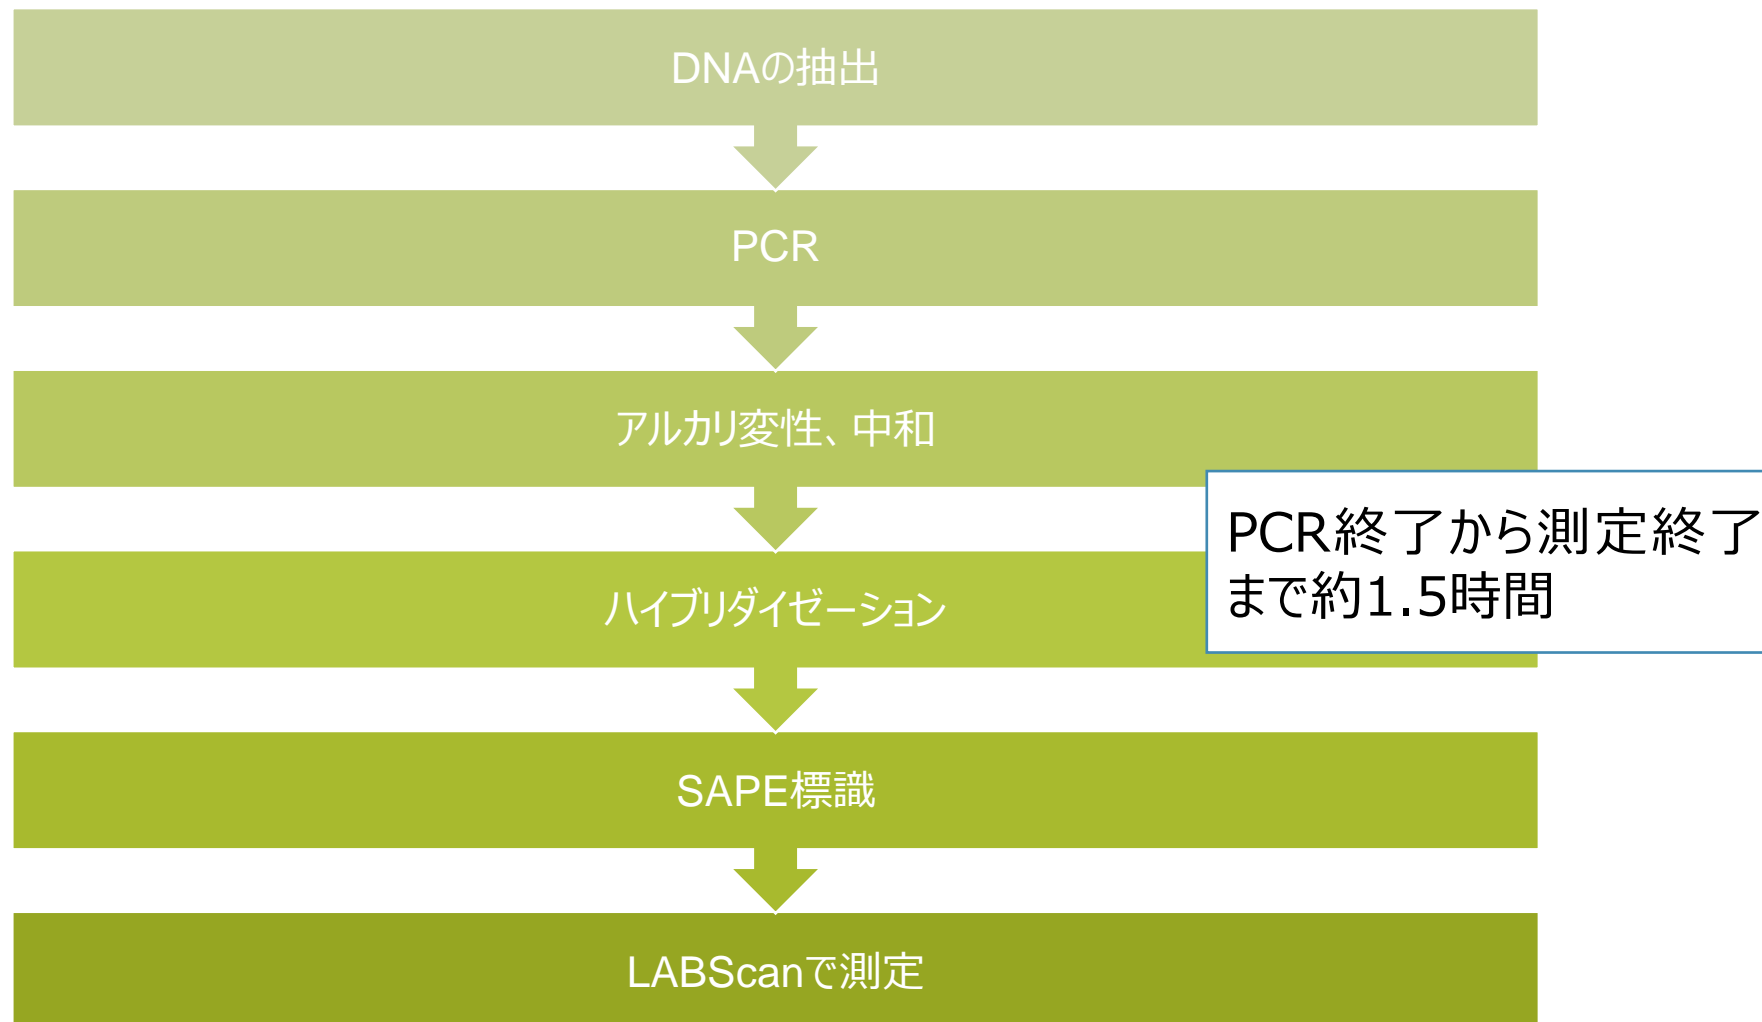 DNAの抽出
PCR
アルカリ変性、中和
PCR終了から測定終了
まで約1.5時間
ハイブリダイゼーション
SAPE標識
LABScanで測定